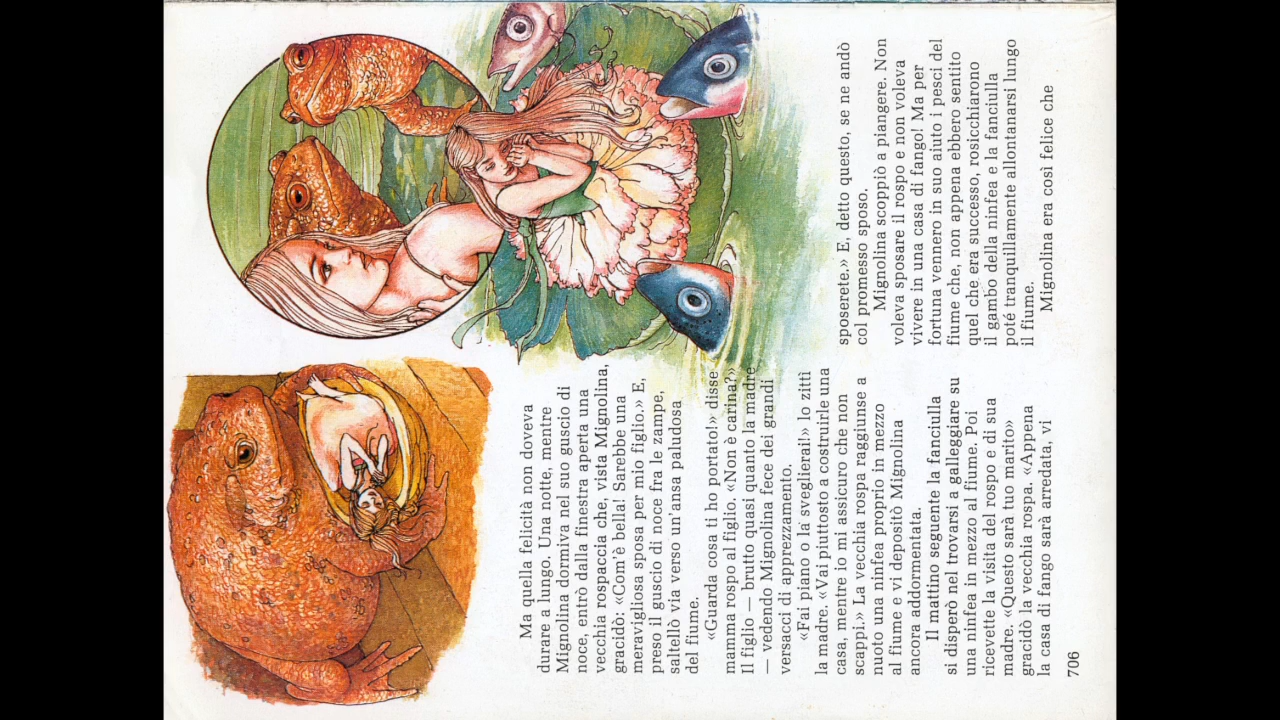 Ma quella felicità non doveva
durare a lungo. Una notte, mentre
Mignolina dormiva nel suo guscio di
noce, entrò dalla finestra aperta una
vecchia rospaccia che, vista Mignolina,
gracidò: «Com'è bella! Sarebbe una
meravigliosa sposa per mio figlio.» E,
preso il guscio di noce fra le zampe,
saltellò via verso un'ansa paludosa
del fiume.
«Guarda cosa ti ho portato!» disse
mamma rospo al figlio. «Non è carina?»
Il figlio — brutto quasi quanto la madre
— vedendo Mignolina fece dei grandi
versacci di apprezzamento.
«Fai piano o la sveglierai!» lo zittì
la madre. «Vai piuttosto a costruirle una
casa, mentre io mi assicuro che non
scappi.» La vecchia rospa raggiunse a
nuoto una ninfea proprio in mezzo
al fiume e vi depositò Mignolina
ancora addormentata.
Il mattino seguente la fanciulla
si disperò nel trovarsi a galleggiare su
una ninfea in mezzo al fiume. Poi
ricevette la visita del rospo e di sua
madre. «Questo sarà tuo marito»
gracidò la vecchia rospa. «Appena
la casa di fango sarà arredata, vi
sposerete.» E, detto questo, se ne andò
col promesso sposo.
Mignolina scoppiò a piangere. Non
voleva sposare il rospo e non voleva
vivere in una casa di fango! Ma per
fortuna vennero in suo aiuto i pesci del
fiume che, non appena ebbero sentito
quel che era successo, rosicchiarono
il gambo della ninfea e la fanciulla
poté tranquillamente allontanarsi lungo
il fiume.
Mignolina era così felice che
706